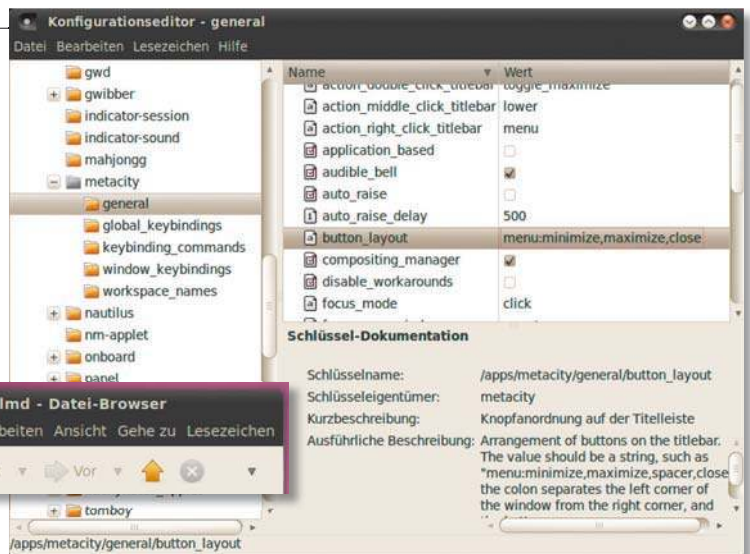 Konfigurationseditor - general
Datei Bearbeiten Lesezeichen Hilfe
gwd
gwibber
indicator-session
indicator-sound
mahjongg
metacity
general
global_keybindings
keybinding_commands
window_keybindings
workspace_names
nautilus
nm-applet
onboard
panel
tomboy
Name Wert
action_double_click_titlebar toggle_maximize
action_middle_click_titlebar lower
action_right_click_titlebar menu
application_based
audible_bell
auto_raise
auto_raise_delay 500
button_layout menu:minimize,maximize,close
compositing_manager
disable_workarounds
focus_mode click
Schlüssel-Dokumentation
Schlüsselname: /apps/metacity/general/button_layout
Schlüsseleigentümer: metacity
Kurzbeschreibung: Knopfanordnung auf der Titelleiste
Ausführliche Beschreibung: Arrangement of buttons on the titlebar.
The value should be a string, such as
"menu:minimize,maximize,spacer,close
the colon separates the left corner of
the window from the right corner, and
/apps/metacity/general/button_layout
lmd - Datei-Browser
beiten Ansicht Gehe zu Lesezeichen
Vor